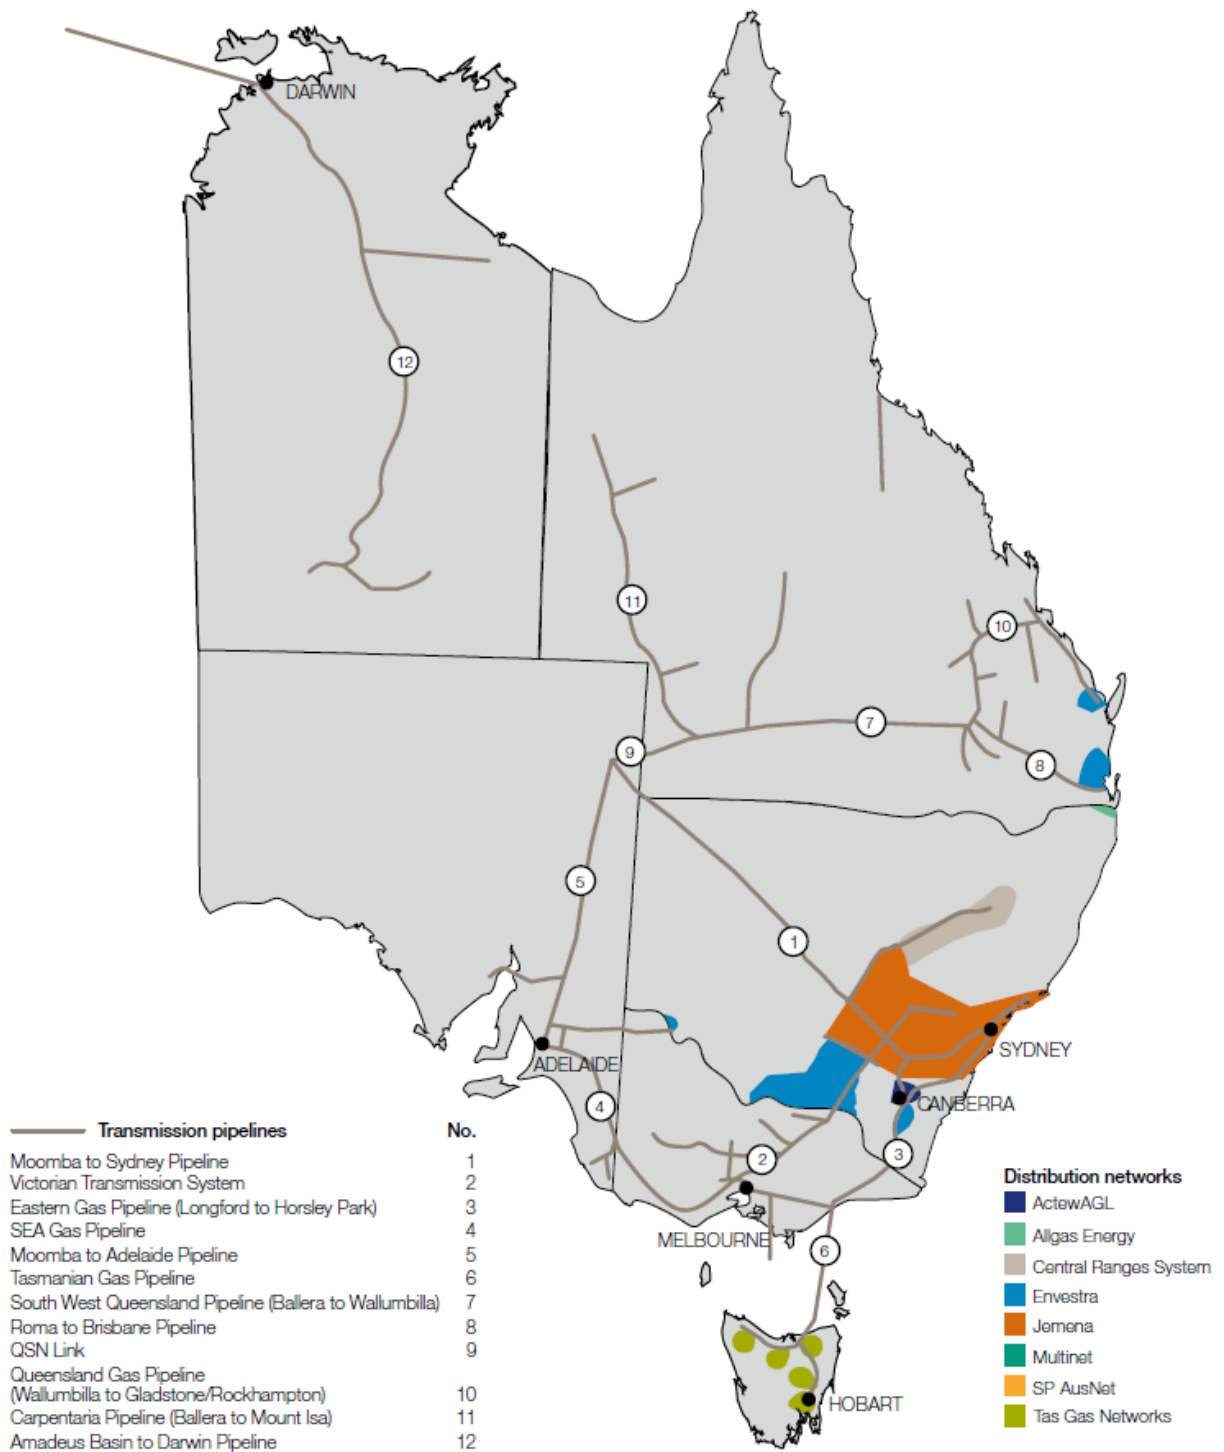 DARWIN
12
11
10
7
9
8
5
1
SYDNEY
ADELAIDE
4
CANBERRA
3
2
MELBOURNE
6
HOBART
Transmission pipelines No.
Moomba to Sydney Pipeline 1
Victorian Transmission System 2
Eastern Gas Pipeline (Longford to Horsley Park) 3
SEA Gas Pipeline 4
Moomba to Adelaide Pipeline 5
Tasmanian Gas Pipeline 6
South West Queensland Pipeline (Ballera to Wallumbilla) 7
Roma to Brisbane Pipeline 8
QSN Link 9
Queensland Gas Pipeline
(Wallumbilla to Gladstone/Rockhampton) 10
Carpentaria Pipeline (Ballera to Mount Isa) 11
Amadeus Basin to Darwin Pipeline 12
Distribution networks
ActewAGL
Allgas Energy
Central Ranges System
Envestra
Jemena
Multinet
SP AusNet
Tas Gas Networks